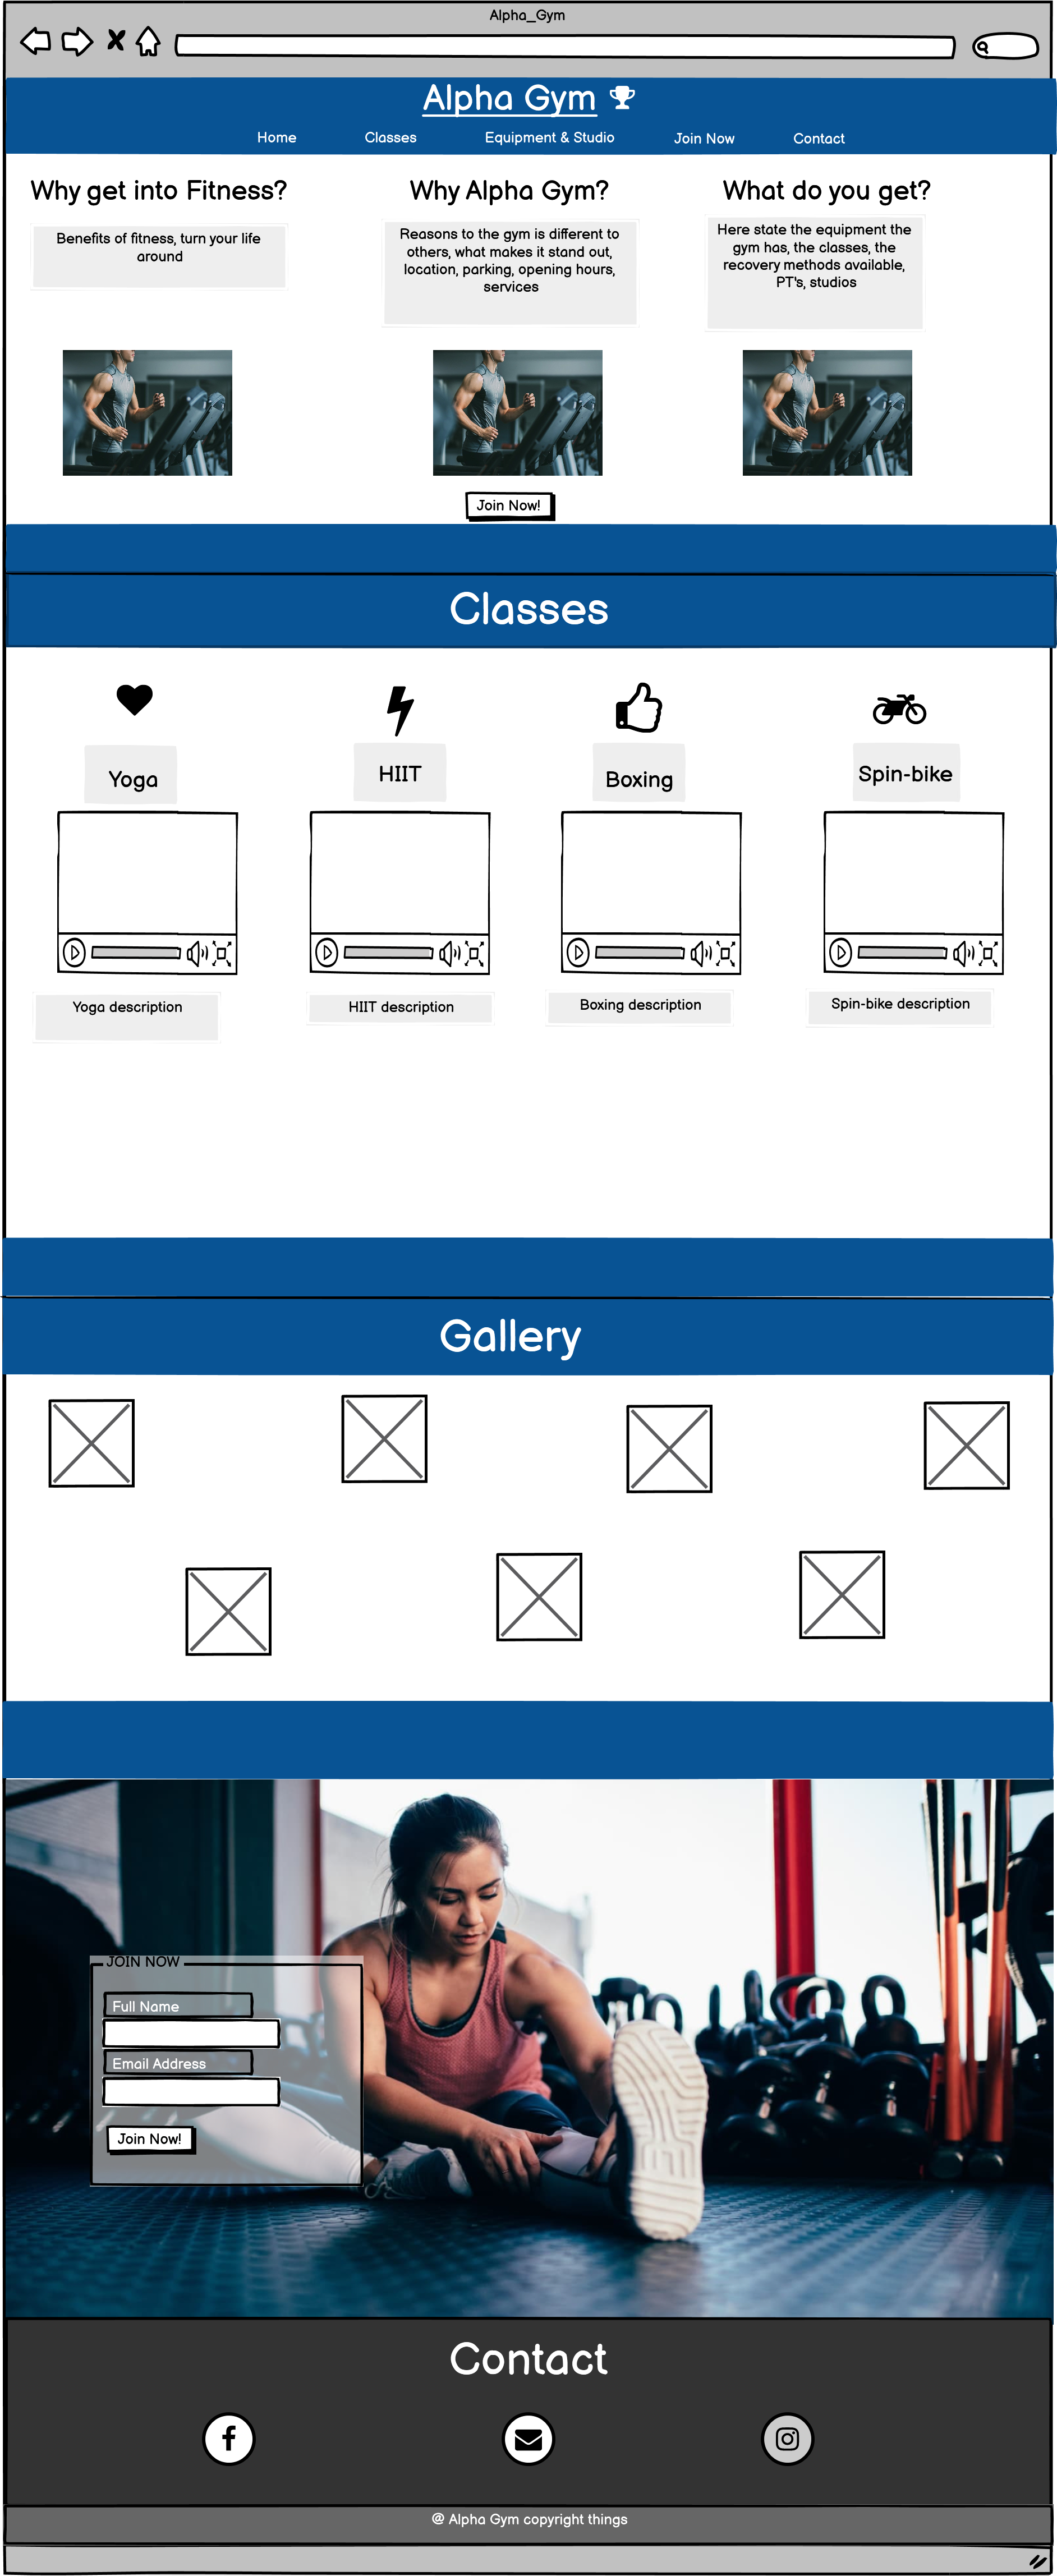 Alpha_Gym
Alpha Gym
Home Classes Equipment & Studio Join Now Contact
Why get into Fitness?
Benefits of fitness, turn your life
around
Why Alpha Gym?
Reasons to the gym is different to
others, what makes it stand out,
location, parking, opening hours,
services
What do you get?
Here state the equipment the
gym has, the classes, the
recovery methods available,
PT's, studios
Join Now!
Classes
Yoga
HIIT
Boxing
Spin-bike
Yoga description
HIIT description
Boxing description
Spin-bike description
Gallery
JOIN NOW
Full Name
Email Address
Join Now!
Contact
@ Alpha Gym copyright things